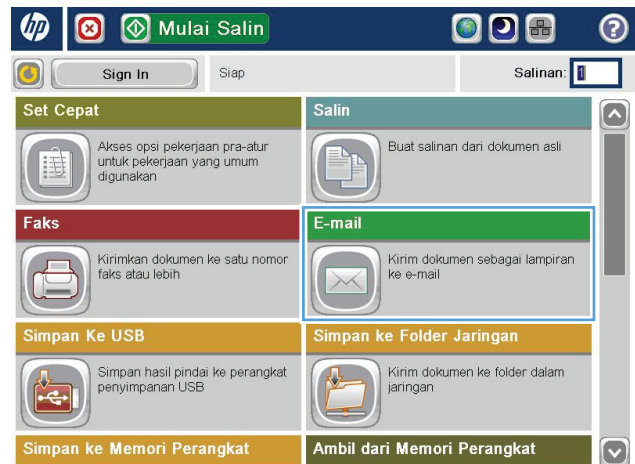 hp Mulai Salin ?
Sign In Siap Salinan: 1
Set Cepat
Akses opsi pekerjaan pra-atur
untuk pekerjaan yang umum
digunakan
Salin
Buat salinan dari dokumen asli
Faks
Kirimkan dokumen ke satu nomor
faks atau lebih
E-mail
Kirim dokumen sebagai lampiran
ke e-mail
Simpan Ke USB
Simpan hasil pindai ke perangkat
penyimpanan USB
Simpan ke Folder Jaringan
Kirim dokumen ke folder dalam
jaringan
Simpan ke Memori Perangkat
Ambil dari Memori Perangkat